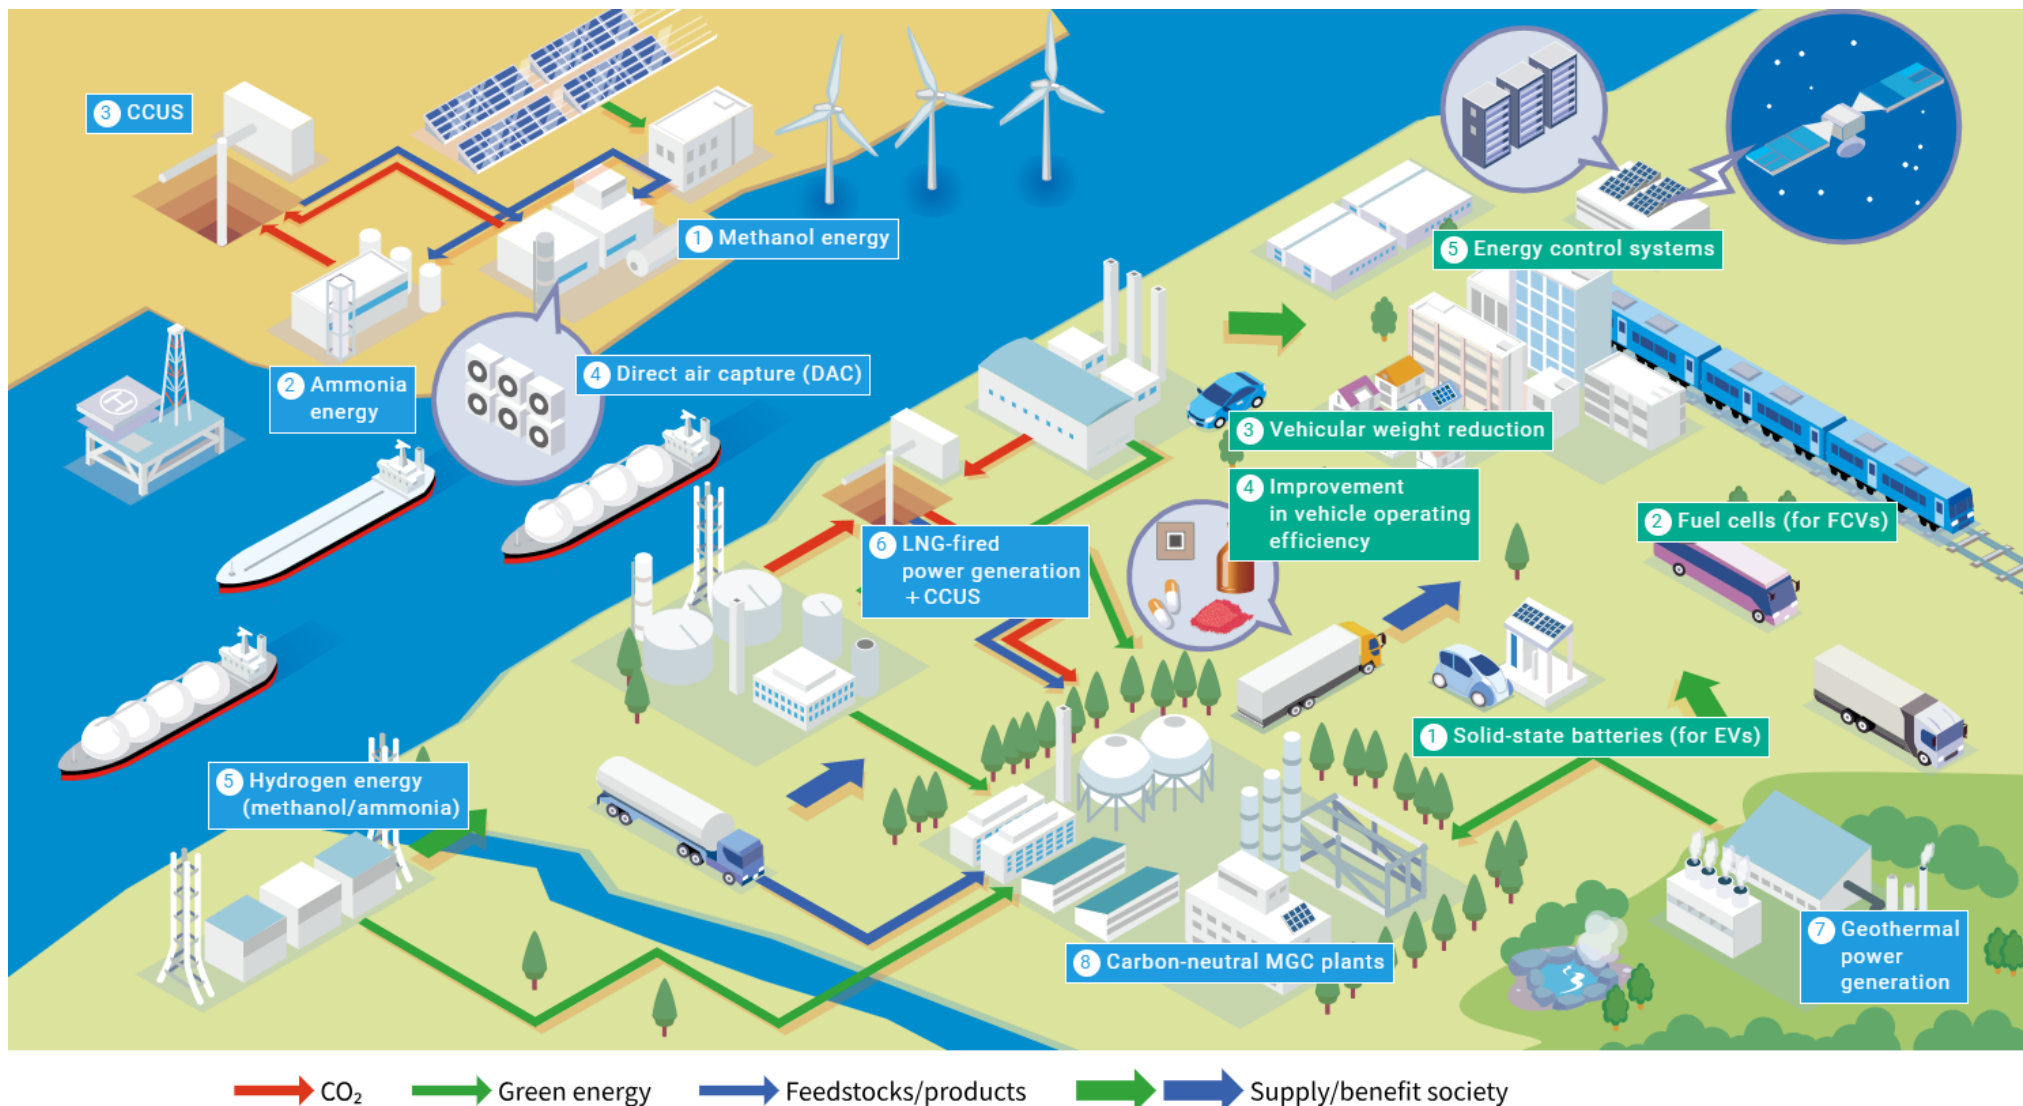 3 CCUS
1 Methanol energy
2 Ammonia
energy
4 Direct air capture (DAC)
H
5 Energy control systems
3 Vehicular weight reduction
4 Improvement
in vehicle operating
efficiency
2 Fuel cells (for FCVs)
6 LNG-fired
power generation
+CCUS
1 Solid-state batteries (for EVs)
5 Hydrogen energy
(methanol/ammonia)
7 Geothermal
power
generation
8 Carbon-neutral MGC plants
CO₂
Green energy
Feedstocks/products
Supply/benefit society